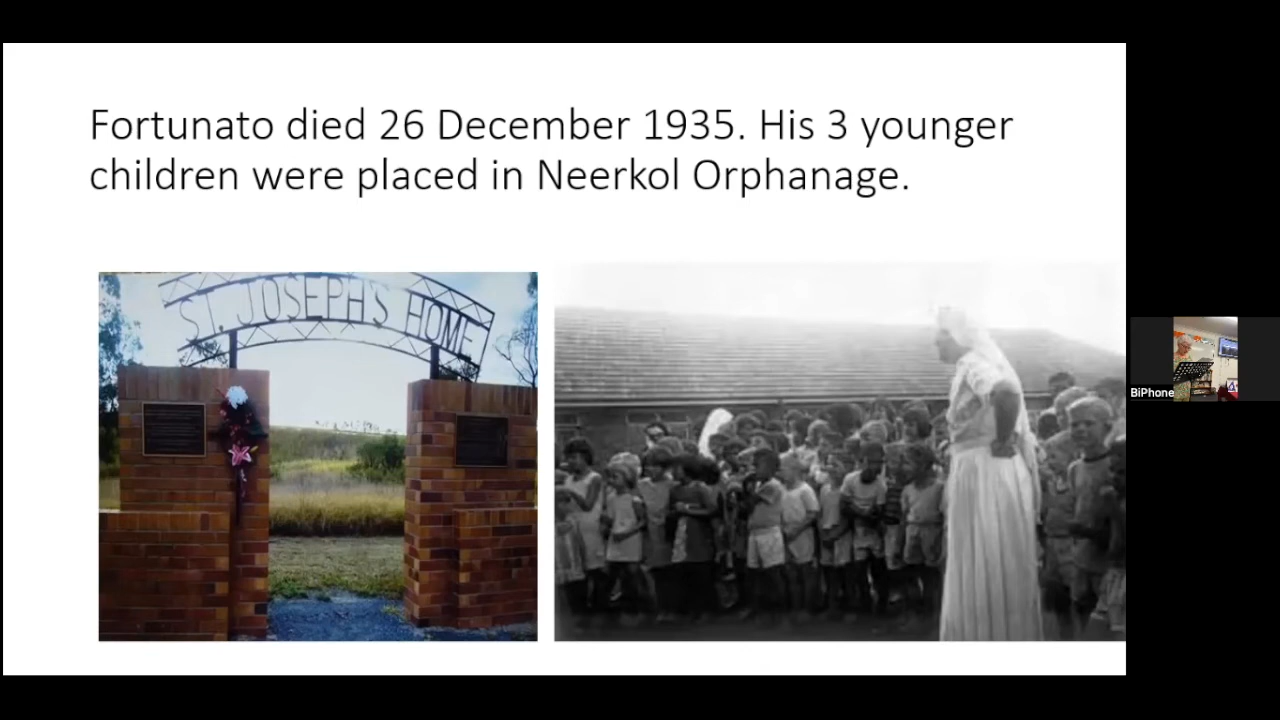 Fortunato died 26 December 1935. His 3 younger
children were placed in Neerkol Orphanage.
ST. JOSEPH'S HOME
BiPhone